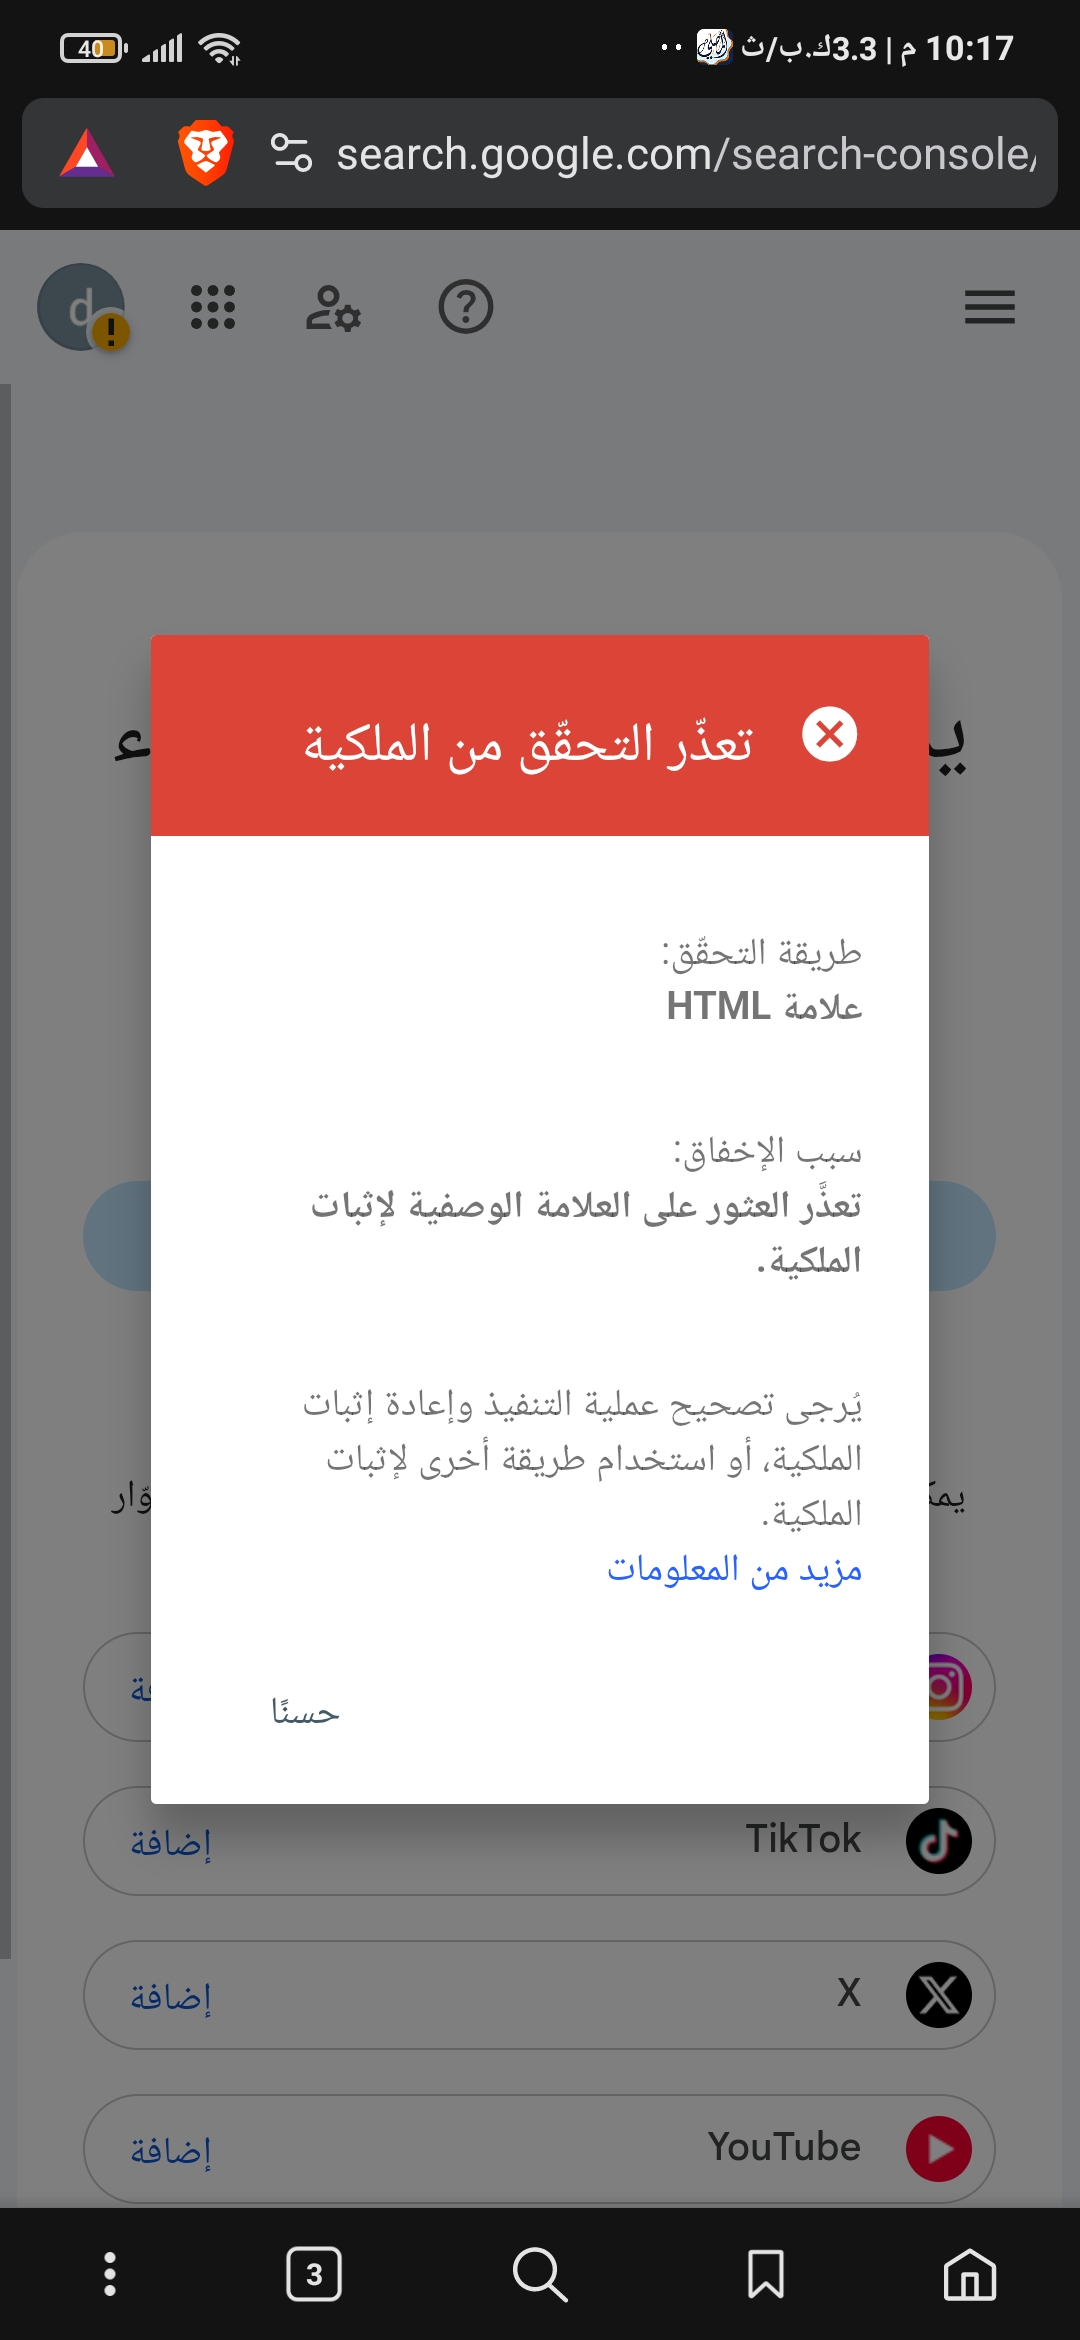 10:17 م | 3.3ك.ب/ث
40
search.google.com/search-console/
d
تعذّر التحقّق من الملكية
طريقة التحقّق:
علامة HTML
سبب الإخفاق:
تعذَّر العثور على العلامة الوصفية لإثبات
الملكية.
يُرجى تصحيح عملية التنفيذ وإعادة إثبات
الملكية، أو استخدام طريقة أخرى لإثبات
الملكية.
مزيد من المعلومات
حسنًا
TikTok إضافة
X إضافة
YouTube إضافة
3